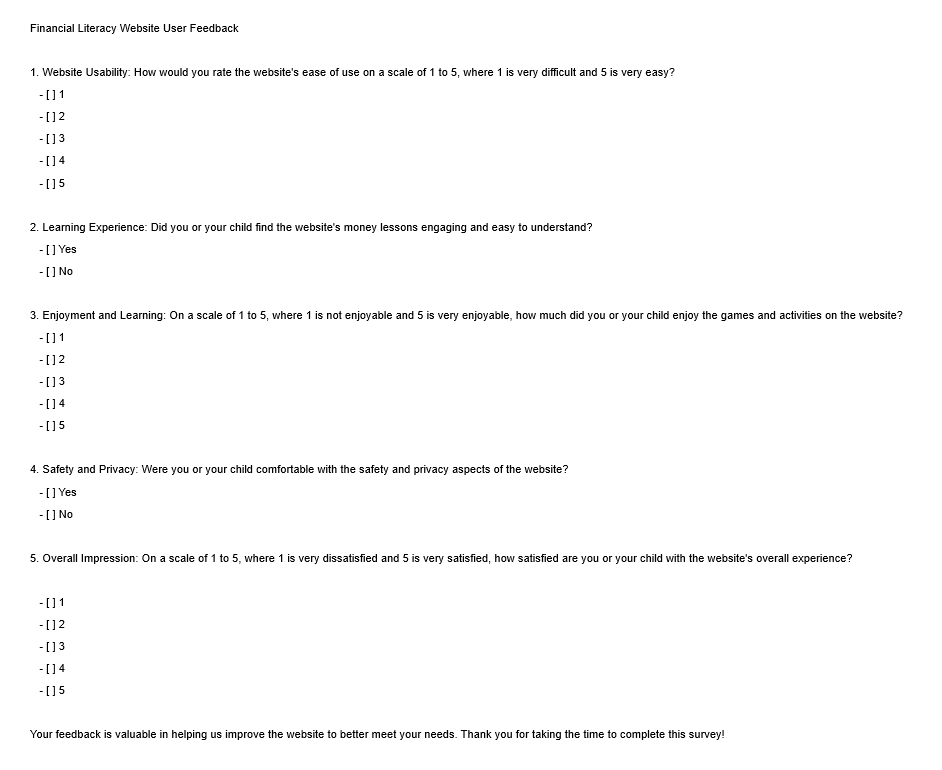 Financial Literacy Website User Feedback
1. Website Usability: How would you rate the website's ease of use on a scale of 1 to 5, where 1 is very difficult and 5 is very easy?
- [ ] 1
- [ ] 2
- [ ] 3
- [ ] 4
- [ ] 5
2. Learning Experience: Did you or your child find the website's money lessons engaging and easy to understand?
- [ ] Yes
- [ ] No
3. Enjoyment and Learning: On a scale of 1 to 5, where 1 is not enjoyable and 5 is very enjoyable, how much did you or your child enjoy the games and activities on the website?
- [ ] 1
- [ ] 2
- [ ] 3
- [ ] 4
- [ ] 5
4. Safety and Privacy: Were you or your child comfortable with the safety and privacy aspects of the website?
- [ ] Yes
- [ ] No
5. Overall Impression: On a scale of 1 to 5, where 1 is very dissatisfied and 5 is very satisfied, how satisfied are you or your child with the website's overall experience?
- [ ] 1
- [ ] 2
- [ ] 3
- [ ] 4
- [ ] 5
Your feedback is valuable in helping us improve the website to better meet your needs. Thank you for taking the time to complete this survey!